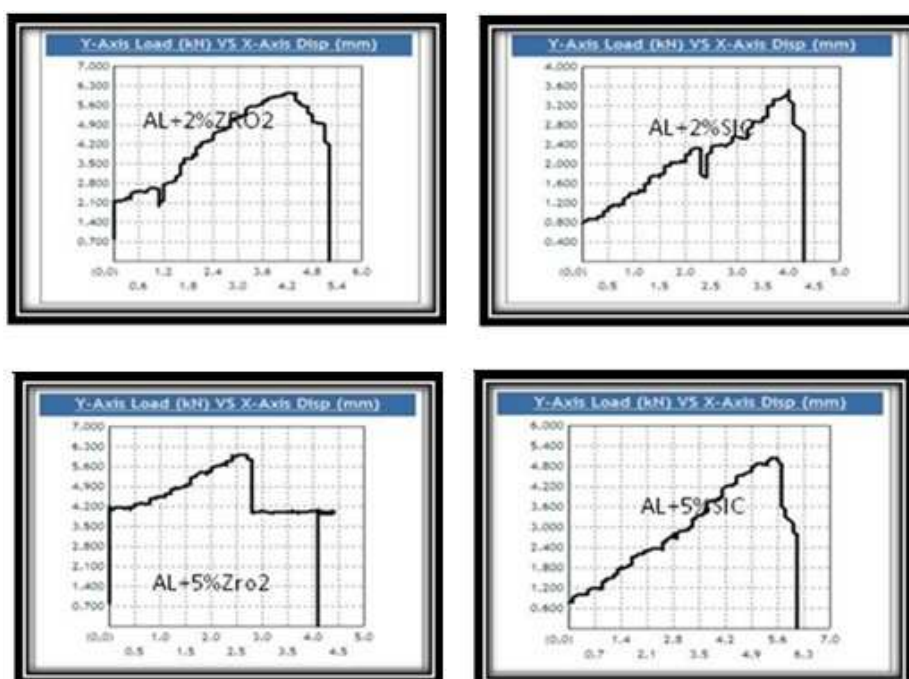 Y-Axis Load (kN) VS X-Axis Disp (mm)
7.000
6.300
5.600
4.900
4.200
3.500
2.800
2.100
1.400
0.700
AL+2%ZRO2
(0.0) 1.2 2.4 3.6 4.8 6.0
0.6 1.8 3.0 4.2 5.4
Y-Axis Load (kN) VS X-Axis Disp (mm)
4.000
3.600
3.200
2.800
2.400
2.000
1.600
1.200
0.800
0.400
AL+2%SIC
(0.0) 1.0 2.0 3.0 4.0 5.0
0.5 1.5 2.5 3.5 4.5
Y-Axis Load (kN) VS X-Axis Disp (mm)
7.000
6.300
5.600
4.900
4.200
3.500
2.800
2.100
1.400
0.700
AL+5%Zro2
(0.0) 1.0 2.0 3.0 4.0 5.0
0.5 1.5 2.5 3.5 4.5
Y-Axis Load (kN) VS X-Axis Disp (mm)
6.000
5.400
4.800
4.200
3.600
3.000
2.400
1.800
1.200
0.600
AL+5%SIC
(0.0) 1.4 2.8 4.2 5.6 7.0
0.7 2.1 3.5 4.9 6.3